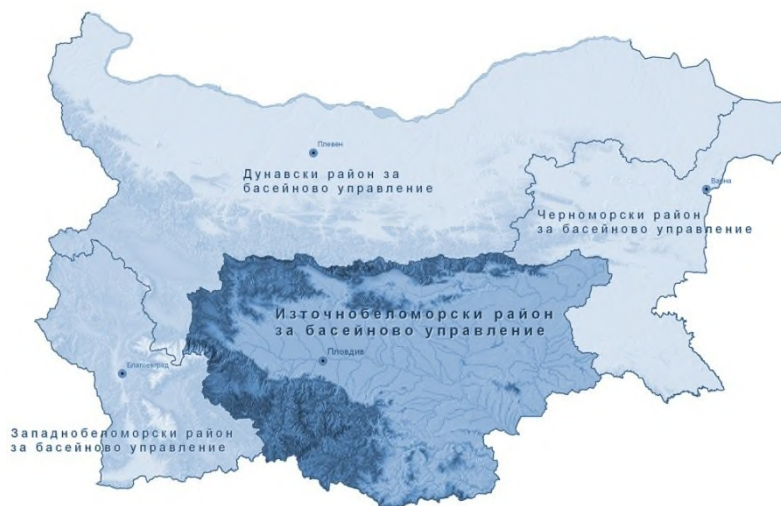 Плевен
Дунавски район за
басейново управление
Варна
Черноморски район
за басейново управление
Източнобеломорски район
за басейново управление
Пловдив
Благоевград
Западнобеломорски район
за басейново управление